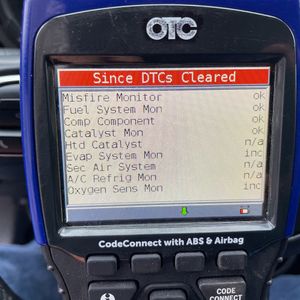 OTC
Since DTCs Cleared
Misfire Monitor ok
Fuel System Mon ok
Comp Component ok
Catalyst Mon ok
Htd Catalyst n/a
Evap System Mon inc
Sec Air System n/a
A/C Refrig Mon n/a
Oxygen Sens Mon inc
CodeConnect with ABS & Airbag
CODE
CONNECT